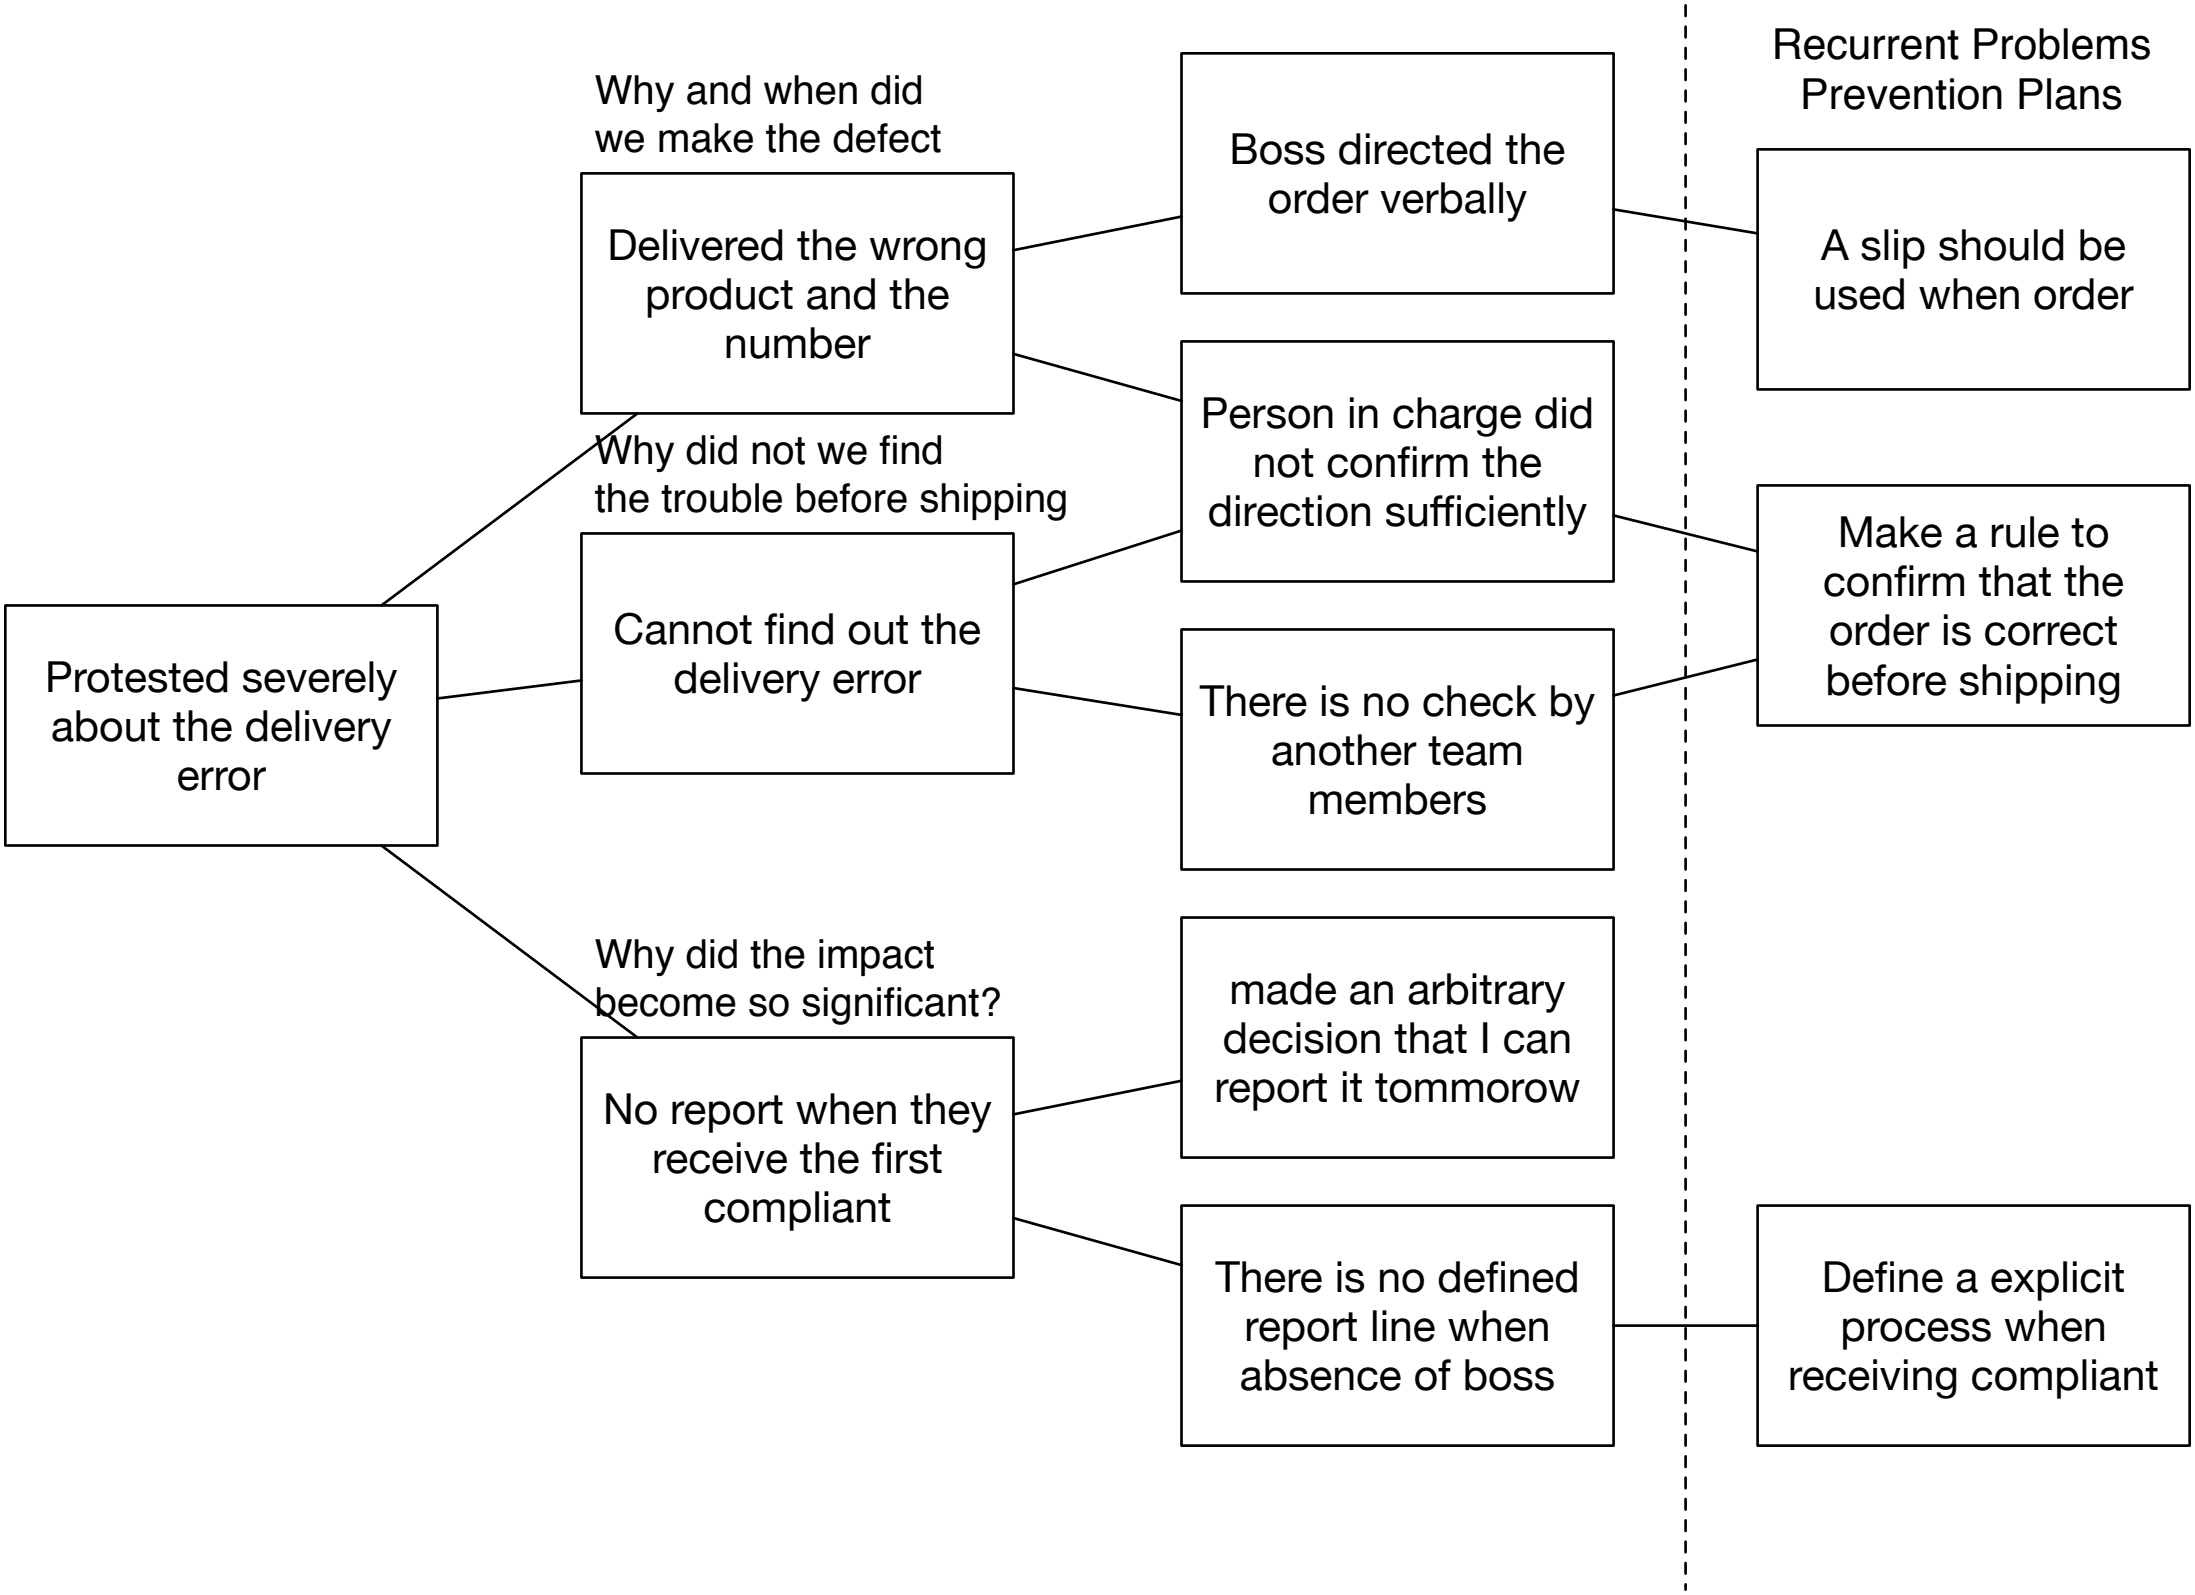 Recurrent Problems
Prevention Plans
Why and when did
we make the defect
Boss directed the
order verbally
A slip should be
used when order
Delivered the wrong
product and the
number
Person in charge did
not confirm the
direction sufficiently
Why did not we find
the trouble before shipping
Make a rule to
confirm that the
order is correct
before shipping
Cannot find out the
delivery error
Protested severely
about the delivery
error
There is no check by
another team
members
Why did the impact
become so significant?
made an arbitrary
decision that I can
report it tommorow
No report when they
receive the first
compliant
There is no defined
report line when
absence of boss
Define a explicit
process when
receiving compliant